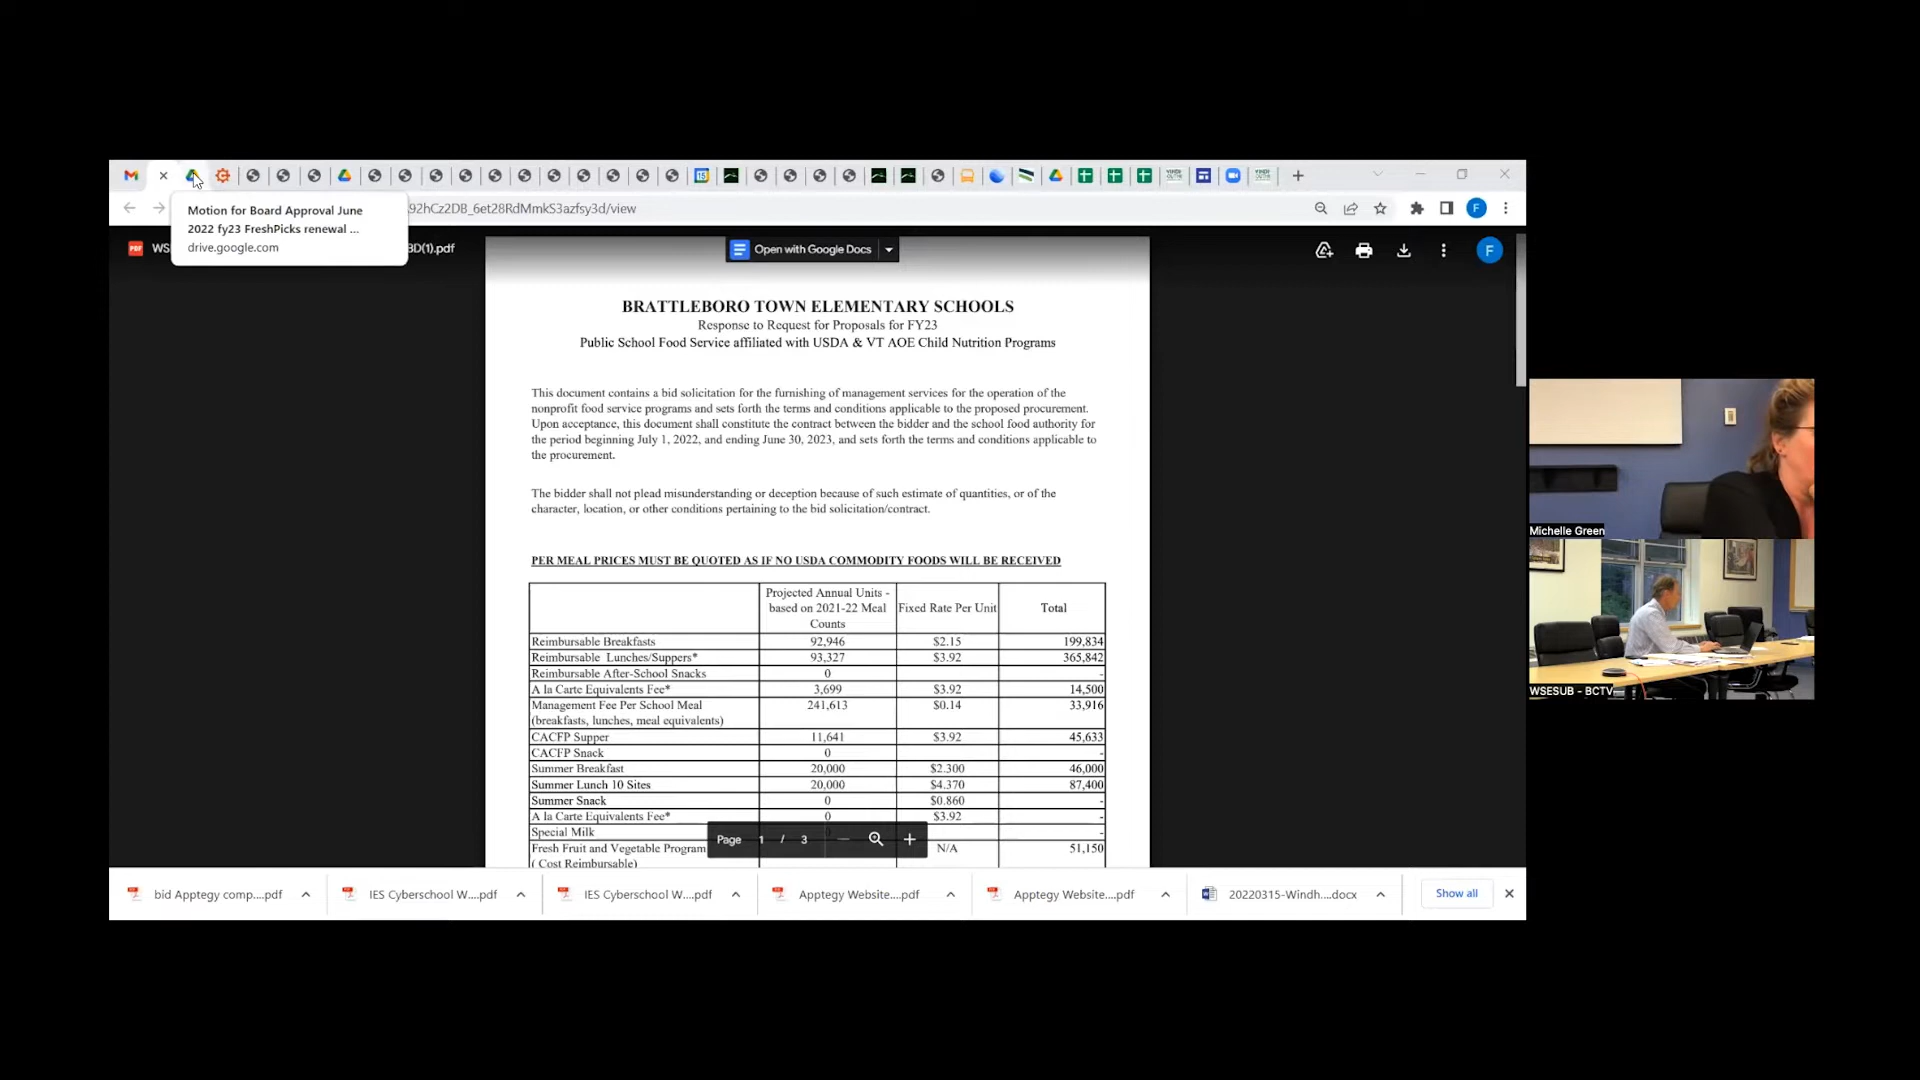 Motion for Board Approval June
2022 fy23 FreshPicks renewal ...
drive.google.com
92hCz2DB_6et28RdMmkS3azfsy3d/view
F
PDF WS
BD(1).pdf
Open with Google Docs
F
BRATTLEBORO TOWN ELEMENTARY SCHOOLS
Response to Request for Proposals for FY23
Public School Food Service affiliated with USDA & VT AOE Child Nutrition Programs
This document contains a bid solicitation for the furnishing of management services for the operation of the
nonprofit food service programs and sets forth the terms and conditions applicable to the proposed procurement.
Upon acceptance, this document shall constitute the contract between the bidder and the school food authority for
the period beginning July 1, 2022, and ending June 30, 2023, and sets forth the terms and conditions applicable to
the procurement.
The bidder shall not plead misunderstanding or deception because of such estimate of quantities, or of the
character, location, or other conditions pertaining to the bid solicitation/contract.
PER MEAL PRICES MUST BE QUOTED AS IF NO USDA COMMODITY FOODS WILL BE RECEIVED
Projected Annual Units -
based on 2021-22 Meal
Counts
Fixed Rate Per Unit
Total
Reimbursable Breakfasts 92,946 $2.15 199,834
Reimbursable Lunches/Suppers* 93,327 $3.92 365,842
Reimbursable After-School Snacks 0 -
A la Carte Equivalents Fee* 3,699 $3.92 14,500
Management Fee Per School Meal 241,613 $0.14 33,916
(breakfasts, lunches, meal equivalents)
CACFP Supper 11,641 $3.92 45,633
CACFP Snack 0 -
Summer Breakfast 20,000 $2.300 46,000
Summer Lunch 10 Sites 20,000 $4.370 87,400
Summer Snack 0 $0.860 -
A la Carte Equivalents Fee* 0 $3.92 -
Special Milk -
Fresh Fruit and Vegetable Program N/A 51,150
( Cost Reimbursable)
Page 1 / 3
bid Apptegy comp....pdf
IES Cyberschool W....pdf
IES Cyberschool W....pdf
Apptegy Website....pdf
Apptegy Website....pdf
20220315-Windh....docx
Show all
Michelle Green
WSESUB - BCTV